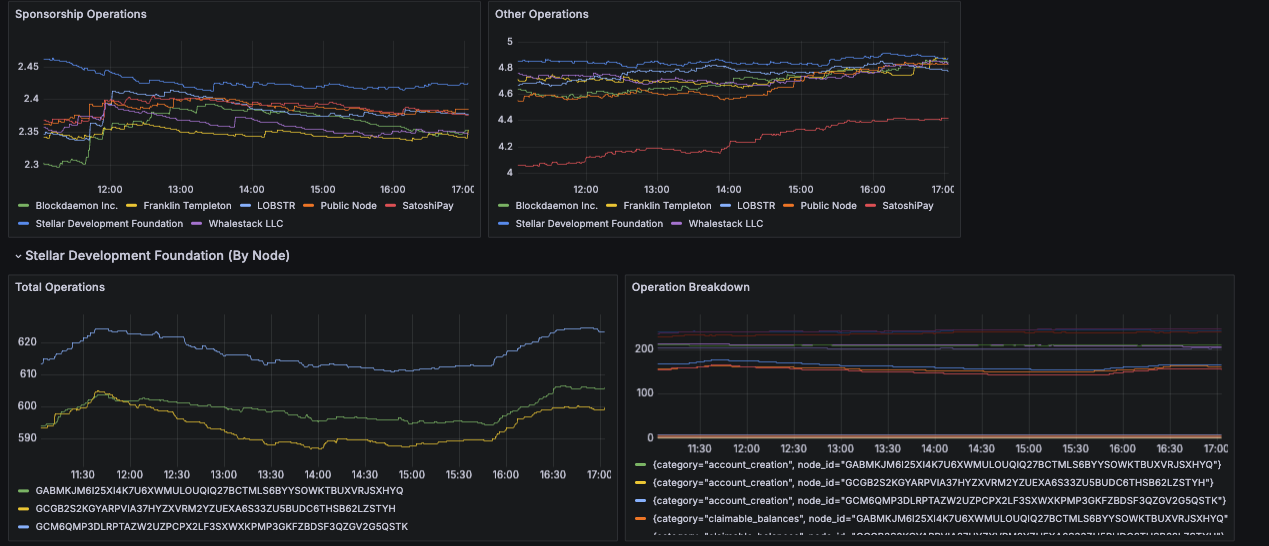 Sponsorship Operations
2.45
2.4
2.35
2.3
12:00 13:00 14:00 15:00 16:00 17:00
Blockdaemon Inc. Franklin Templeton LOBSTR Public Node SatoshiPay
Stellar Development Foundation Whalestack LLC
Other Operations
5
4.8
4.6
4.4
4.2
4
12:00 13:00 14:00 15:00 16:00 17:00
Blockdaemon Inc. Franklin Templeton LOBSTR Public Node SatoshiPay
Stellar Development Foundation Whalestack LLC
Stellar Development Foundation (By Node)
Total Operations
620
610
600
590
11:30 12:00 12:30 13:00 13:30 14:00 14:30 15:00 15:30 16:00 16:30 17:00
GABMKJM6I25XI4K7U6XWMULOUQIQ27BCTMLS6BYYSOWKTBUXVRJSXHYQ
GCGB2S2KGYARPVIA37HYZXVRM2YZUEXA6S33ZU5BUDC6THSB62LZSTYH
GCM6QMP3DLRPTAZW2UZPCPX2LF3SXWXKPMP3GKFZBDSF3QZGV2G5QSTK
Operation Breakdown
200
100
0
11:30 12:00 12:30 13:00 13:30 14:00 14:30 15:00 15:30 16:00 16:30 17:00
{category="account_creation", node_id="GABMKJM6I25XI4K7U6XWMULOUQIQ27BCTMLS6BYYSOWKTBUXVRJSXHYQ"}
{category="account_creation", node_id="GCGB2S2KGYARPVIA37HYZXVRM2YZUEXA6S33ZU5BUDC6THSB62LZSTYH"}
{category="account_creation", node_id="GCM6QMP3DLRPTAZW2UZPCPX2LF3SXWXKPMP3GKFZBDSF3QZGV2G5QSTK"}
{category="claimable_balances", node_id="GABMKJM6I25XI4K7U6XWMULOUQIQ27BCTMLS6BYYSOWKTBUXVRJSXHYQ"